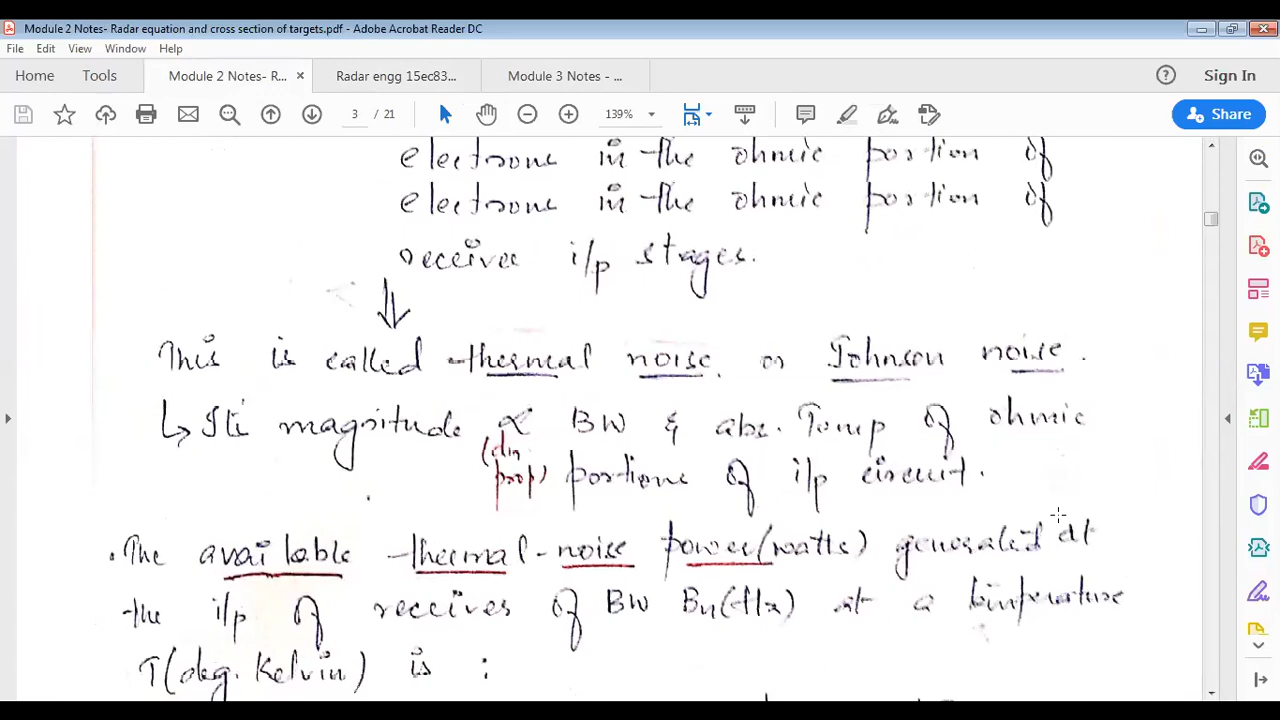 Module 2 Notes- Radar equation and cross section of targets.pdf - Adobe Acrobat Reader DC
File Edit View Window Help
Home Tools Module 2 Notes- R... × Radar engg 15ec83... Module 3 Notes - ... Sign In
3 / 21 139% Share
electrons in the ohmic portion of
electrons in the ohmic portion of
receiver i/p stages.
⇓
This is called thermal noise or Johnson noise.
↳ Its magnitude ∝ BW & abs. Temp of ohmic
(dir prop) portions of i/p circuit.
• The available thermal-noise power(watts) generated at
the i/p of receiver of BW Bn(Hz) at a temperature
T(deg. Kelvin) is :